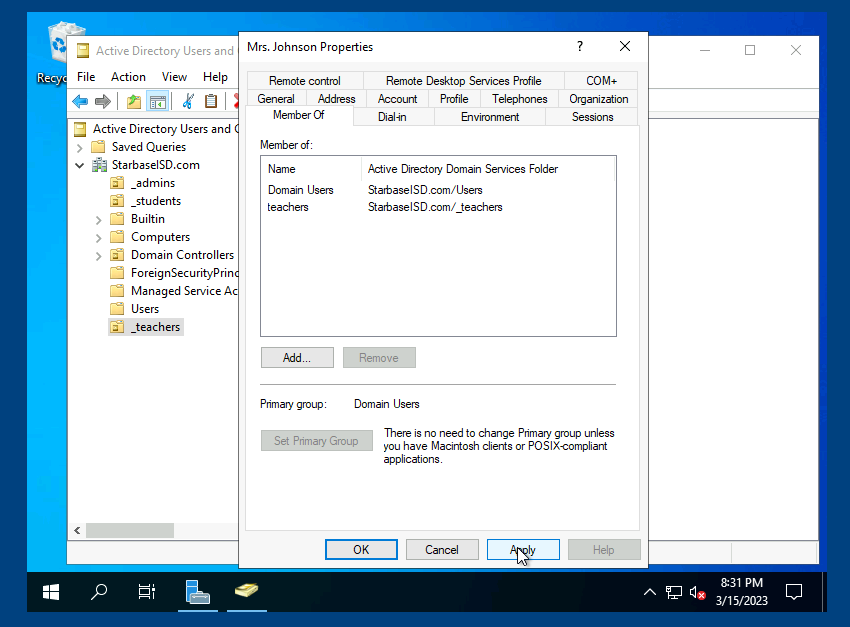 Recyc
Active Directory Users and
File Action View Help
Active Directory Users and C
Saved Queries
StarbaseISD.com
_admins
_students
Builtin
Computers
Domain Controllers
ForeignSecurityPrinc
Managed Service Ac
Users
_teachers
Mrs. Johnson Properties
?
Remote control Remote Desktop Services Profile COM+
General Address Account Profile Telephones Organization
Member Of Dial-in Environment Sessions
Member of:
Name Active Directory Domain Services Folder
Domain Users StarbaseISD.com/Users
teachers StarbaseISD.com/_teachers
Add... Remove
Primary group: Domain Users
Set Primary Group
There is no need to change Primary group unless
you have Macintosh clients or POSIX-compliant
applications.
OK Cancel Apply Help
8:31 PM
3/15/2023